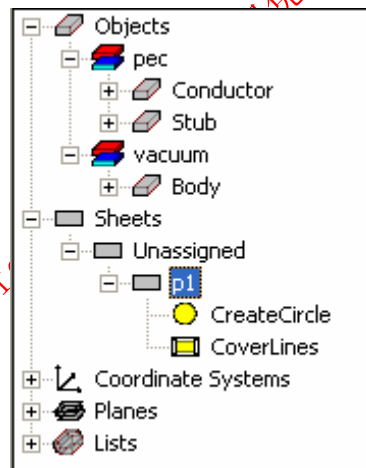 Objects
pec
Conductor
Stub
vacuum
Body
Sheets
Unassigned
p1
CreateCircle
CoverLines
Coordinate Systems
Planes
Lists